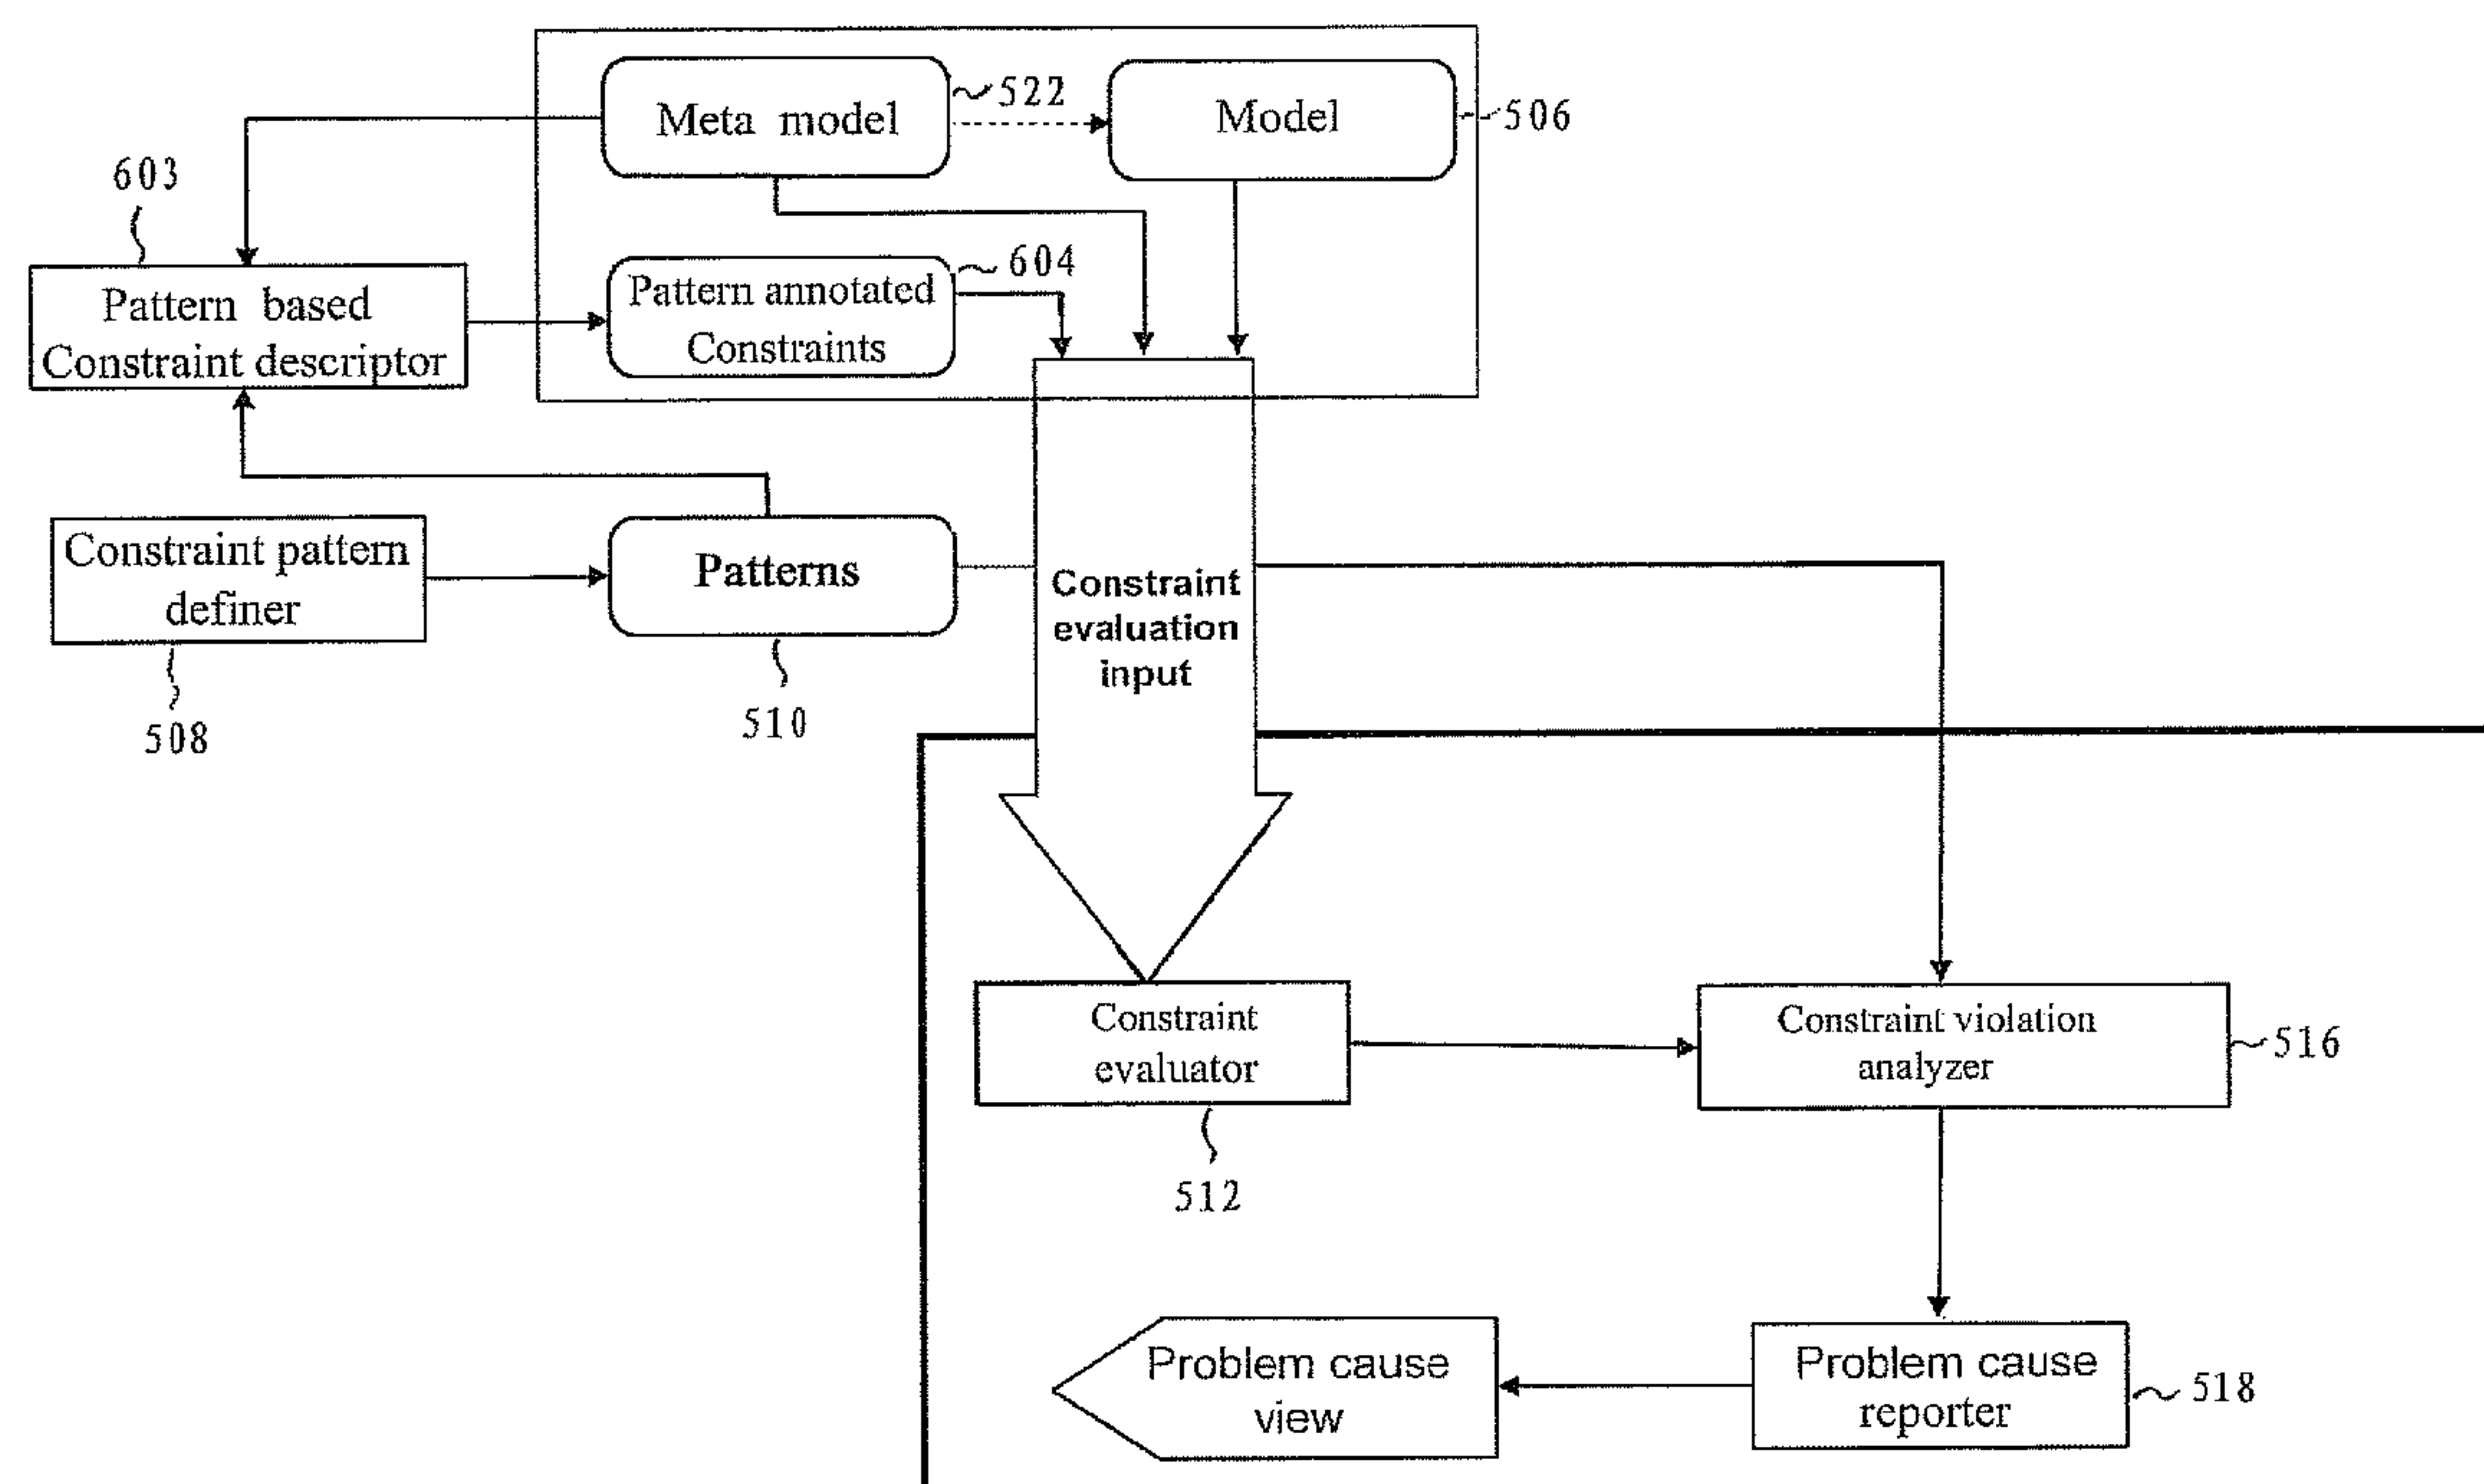 Meta model
522
Model
506
603
Pattern based
Constraint descriptor
Pattern annotated
Constraints
604
Constraint pattern
definer
508
Patterns
510
Constraint
evaluation
input
Constraint
evaluator
512
Constraint violation
analyzer
516
Problem cause
view
Problem cause
reporter
518